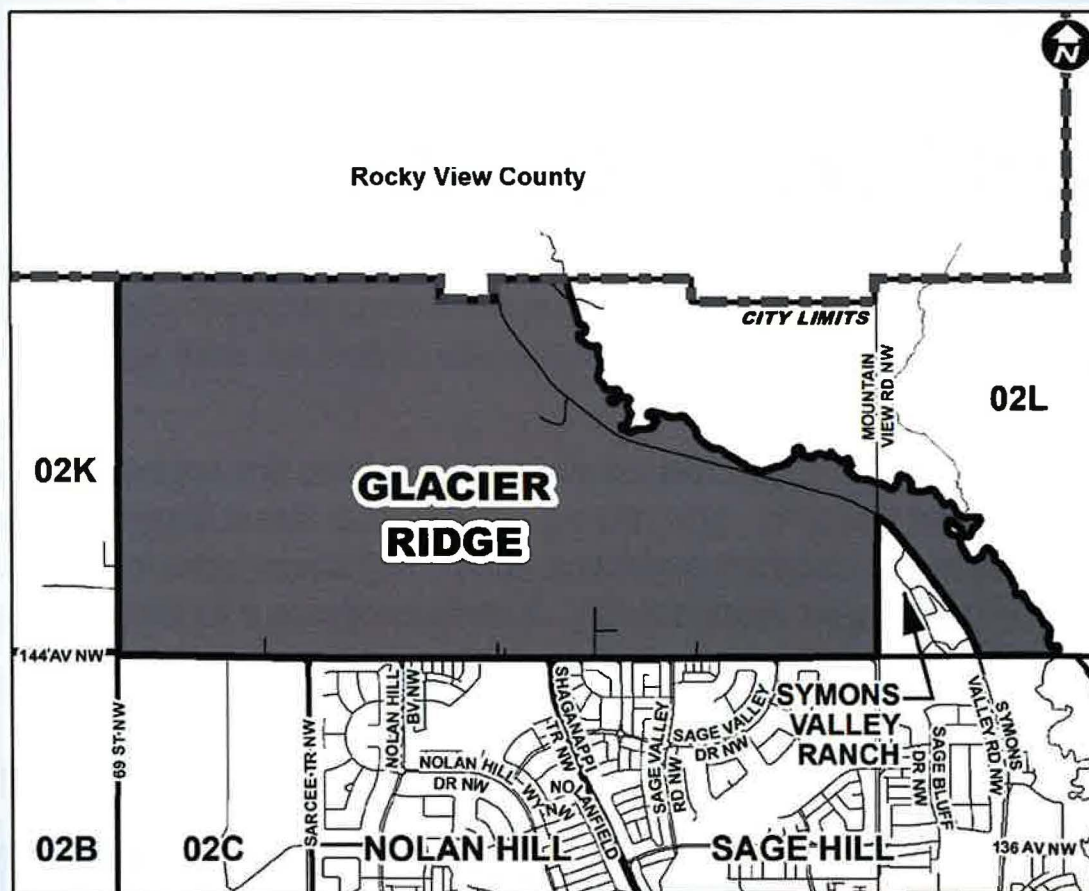 N
Rocky View County
CITY LIMITS
MOUNTAIN
VIEW RD NW
02L
02K
GLACIER
RIDGE
144 AV NW
SYMONS
VALLEY
RANCH
69 ST NW
SARCEE TR NW
NOLAN HILL
BV NW
NOLAN HILL
DR NW
WY
NW
SHAGANAPPI
TR NW
NOLANFIELD
SAGE VALLEY
RD NW
SAGE VALLEY
DR NW
SAGE BLUFF
DR NW
SYMONS
VALLEY RD NW
02B
02C
NOLAN HILL
SAGE HILL
136 AV NW